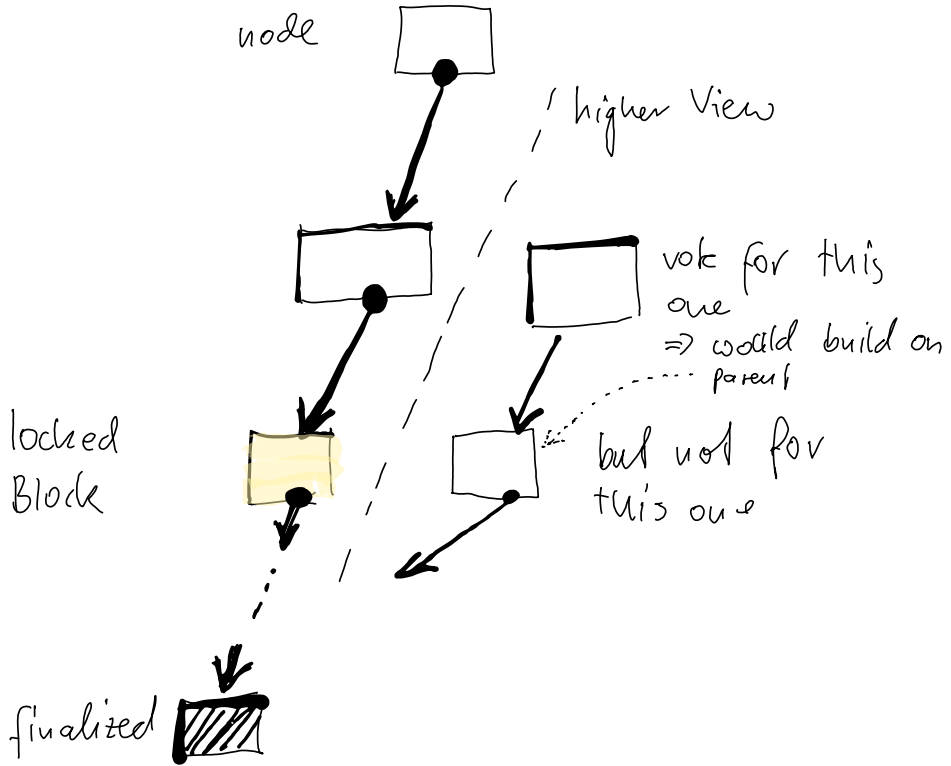 node
higher View
vote for this
one
=> would build on
parent
locked
Block
but not for
this one
finalized